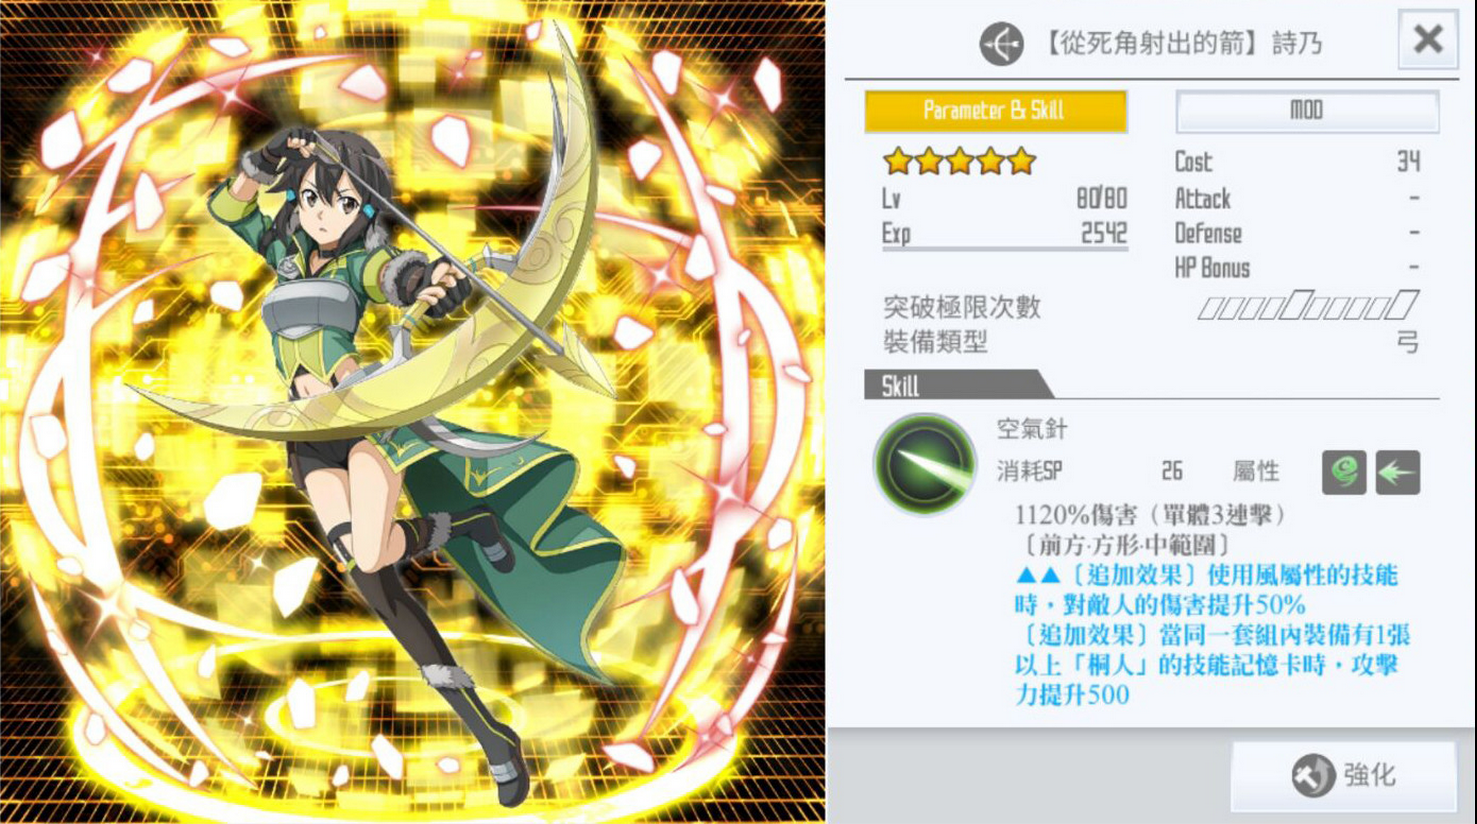 【從死角射出的箭】詩乃
Parameter & Skill
MOD
Lv 80/80
Exp 2542
Cost 34
Attack -
Defense -
HP Bonus -
突破極限次數
裝備類型 弓
Skill
空氣針
消耗SP 26 屬性
1120%傷害（單體3連擊）
〔前方·方形·中範圍〕
▲▲〔追加效果〕使用風屬性的技能
時，對敵人的傷害提升50%
〔追加效果〕當同一套組內裝備有1張
以上「桐人」的技能記憶卡時，攻擊
力提升500
強化